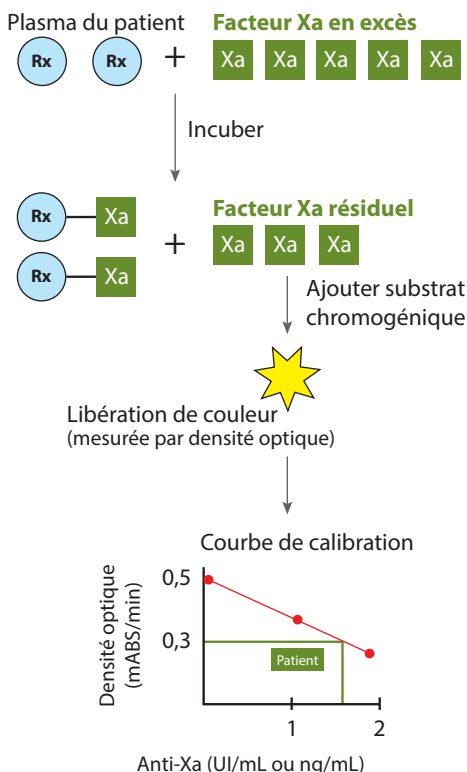 Plasma du patient
Facteur Xa en excès
Rx Rx + Xa Xa Xa Xa Xa
Incuber
Rx Xa
Rx Xa
+
Facteur Xa résiduel
Xa Xa Xa
Ajouter substrat
chromogénique
Libération de couleur
(mesurée par densité optique)
Courbe de calibration
Densité optique
(mABS/min)
0,5
0,3
Patient
1 2
Anti-Xa (UI/mL ou ng/mL)